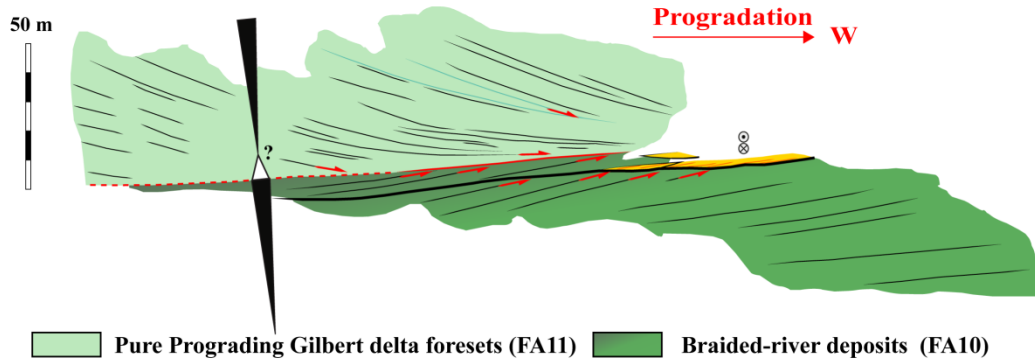 50 m
Progradation
W
?
Pure Prograding Gilbert delta foresets (FA11)
Braided-river deposits (FA10)